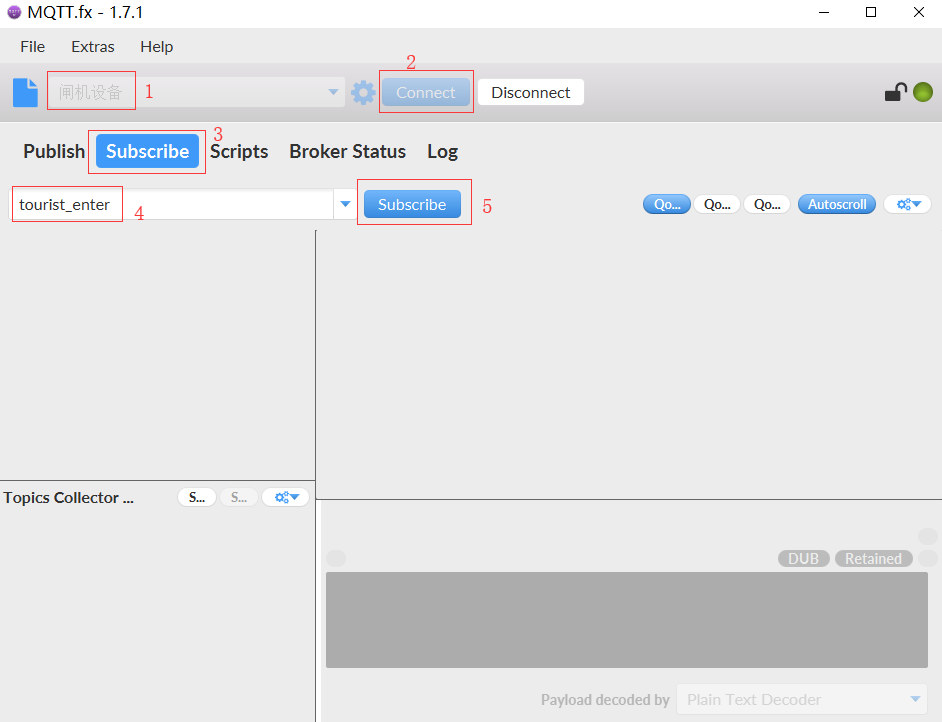 MQTT.fx - 1.7.1
File Extras Help
2
闸机设备 1 Connect Disconnect
3
Publish Subscribe Scripts Broker Status Log
tourist_enter 4 Subscribe 5 Qo... Qo... Qo... Autoscroll
Topics Collector ... S... S...
DUB Retained
Payload decoded by Plain Text Decoder